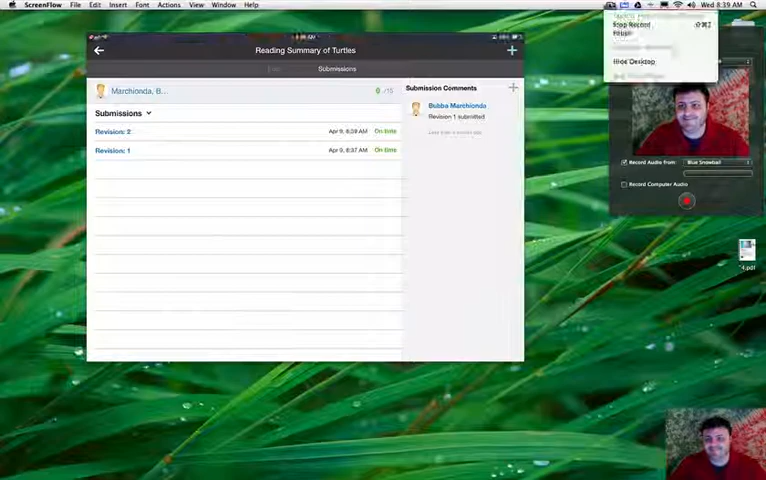 ScreenFlow File Edit Insert Font Actions View Window Help Wed 8:39 AM
Stop Record
Hide Desktop
Reading Summary of Turtles
Submissions
Marchionda, B... /15
Submissions
Revision: 2 Apr 9, 8:39 AM On time
Revision: 1 Apr 9, 8:37 AM On time
Submission Comments
Bubba Marchionda
Revision 1 submitted
Record Audio from: Blue Snowball
Record Computer Audio